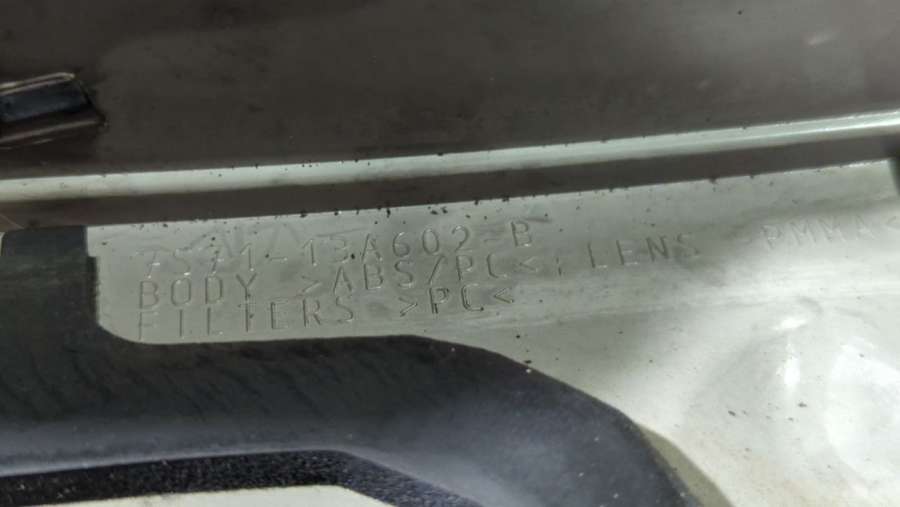 7S71-13A602-B
BODY >ABS/PC<; LENS >PMMA<
FILTERS >PC<